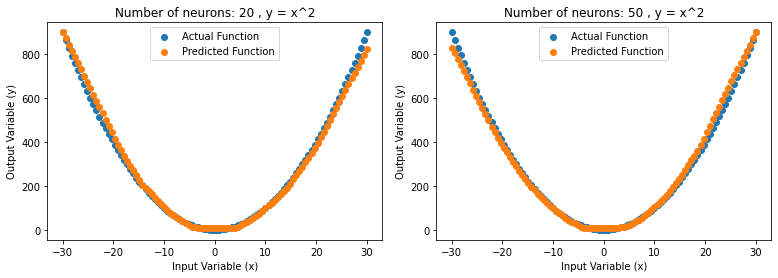 Number of neurons: 20 , y = x^2
Actual Function
Predicted Function
Output Variable (y)
800
600
400
200
0
−30
−20
−10
0
10
20
30
Input Variable (x)
Number of neurons: 50 , y = x^2
Actual Function
Predicted Function
Output Variable (y)
800
600
400
200
0
−30
−20
−10
0
10
20
30
Input Variable (x)